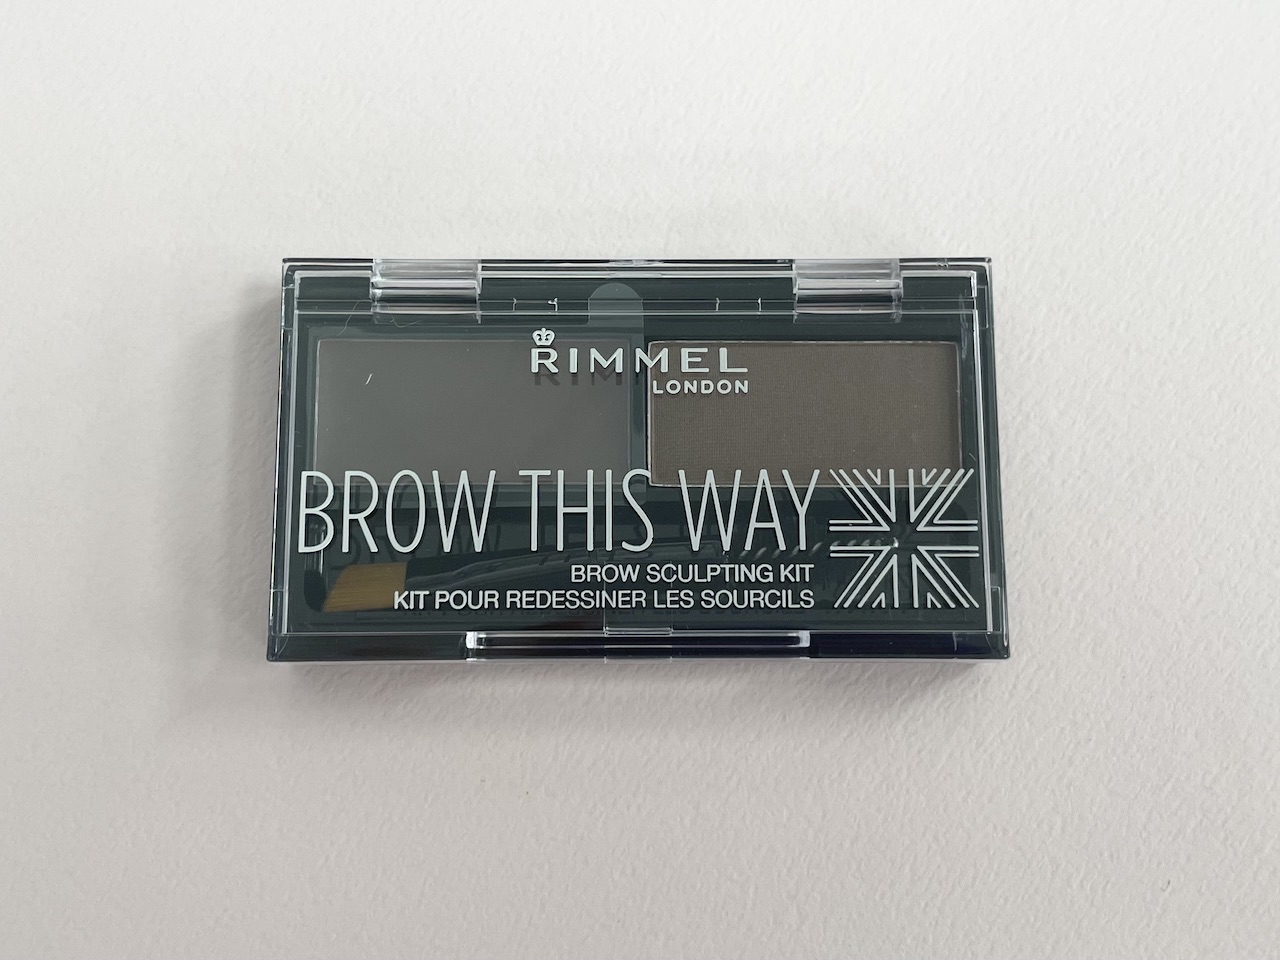 RIMMEL
LONDON
BROW THIS WAY
BROW SCULPTING KIT
KIT POUR REDESSINER LES SOURCILS